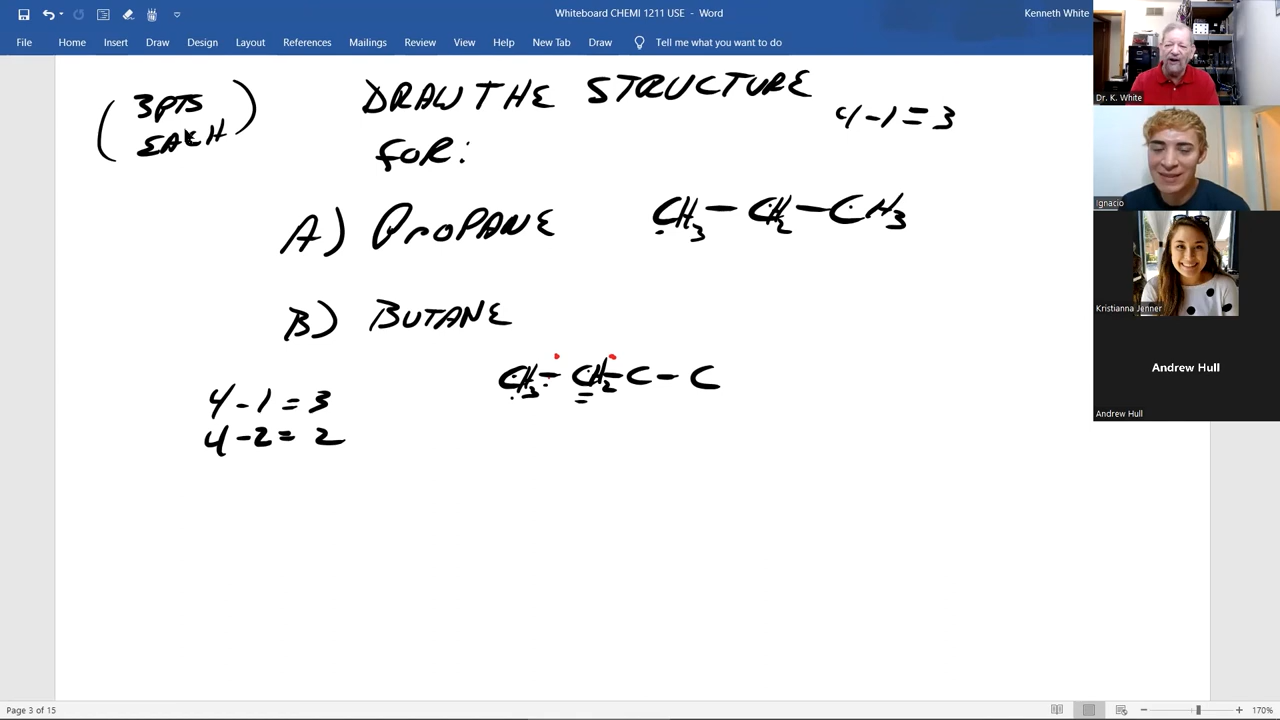 Whiteboard CHEMI 1211 USE - Word
Kenneth White
File Home Insert Draw Design Layout References Mailings Review View Help New Tab Draw Tell me what you want to do
(3 PTS EACH)
DRAW THE STRUCTURE
FOR:
4 - 1 = 3
A) PROPANE
CH3 - CH2 - CH3
B) BUTANE
CH3 - CH2 - C - C
4 - 1 = 3
4 - 2 = 2
Dr. K. White
Ignacio
Kristianna Jenner
Andrew Hull
Andrew Hull
Page 3 of 15
170%